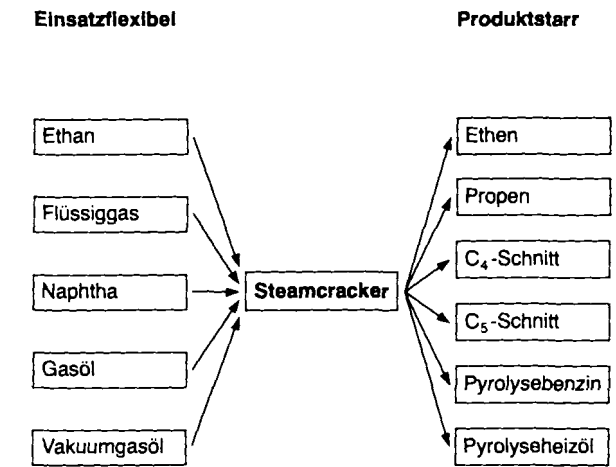 Einsatzflexibel
Produktstarr
Ethan
Flüssiggas
Naphtha
Gasöl
Vakuumgasöl
Steamcracker
Ethen
Propen
C₄-Schnitt
C₅-Schnitt
Pyrolysebenzin
Pyrolyseheizöl